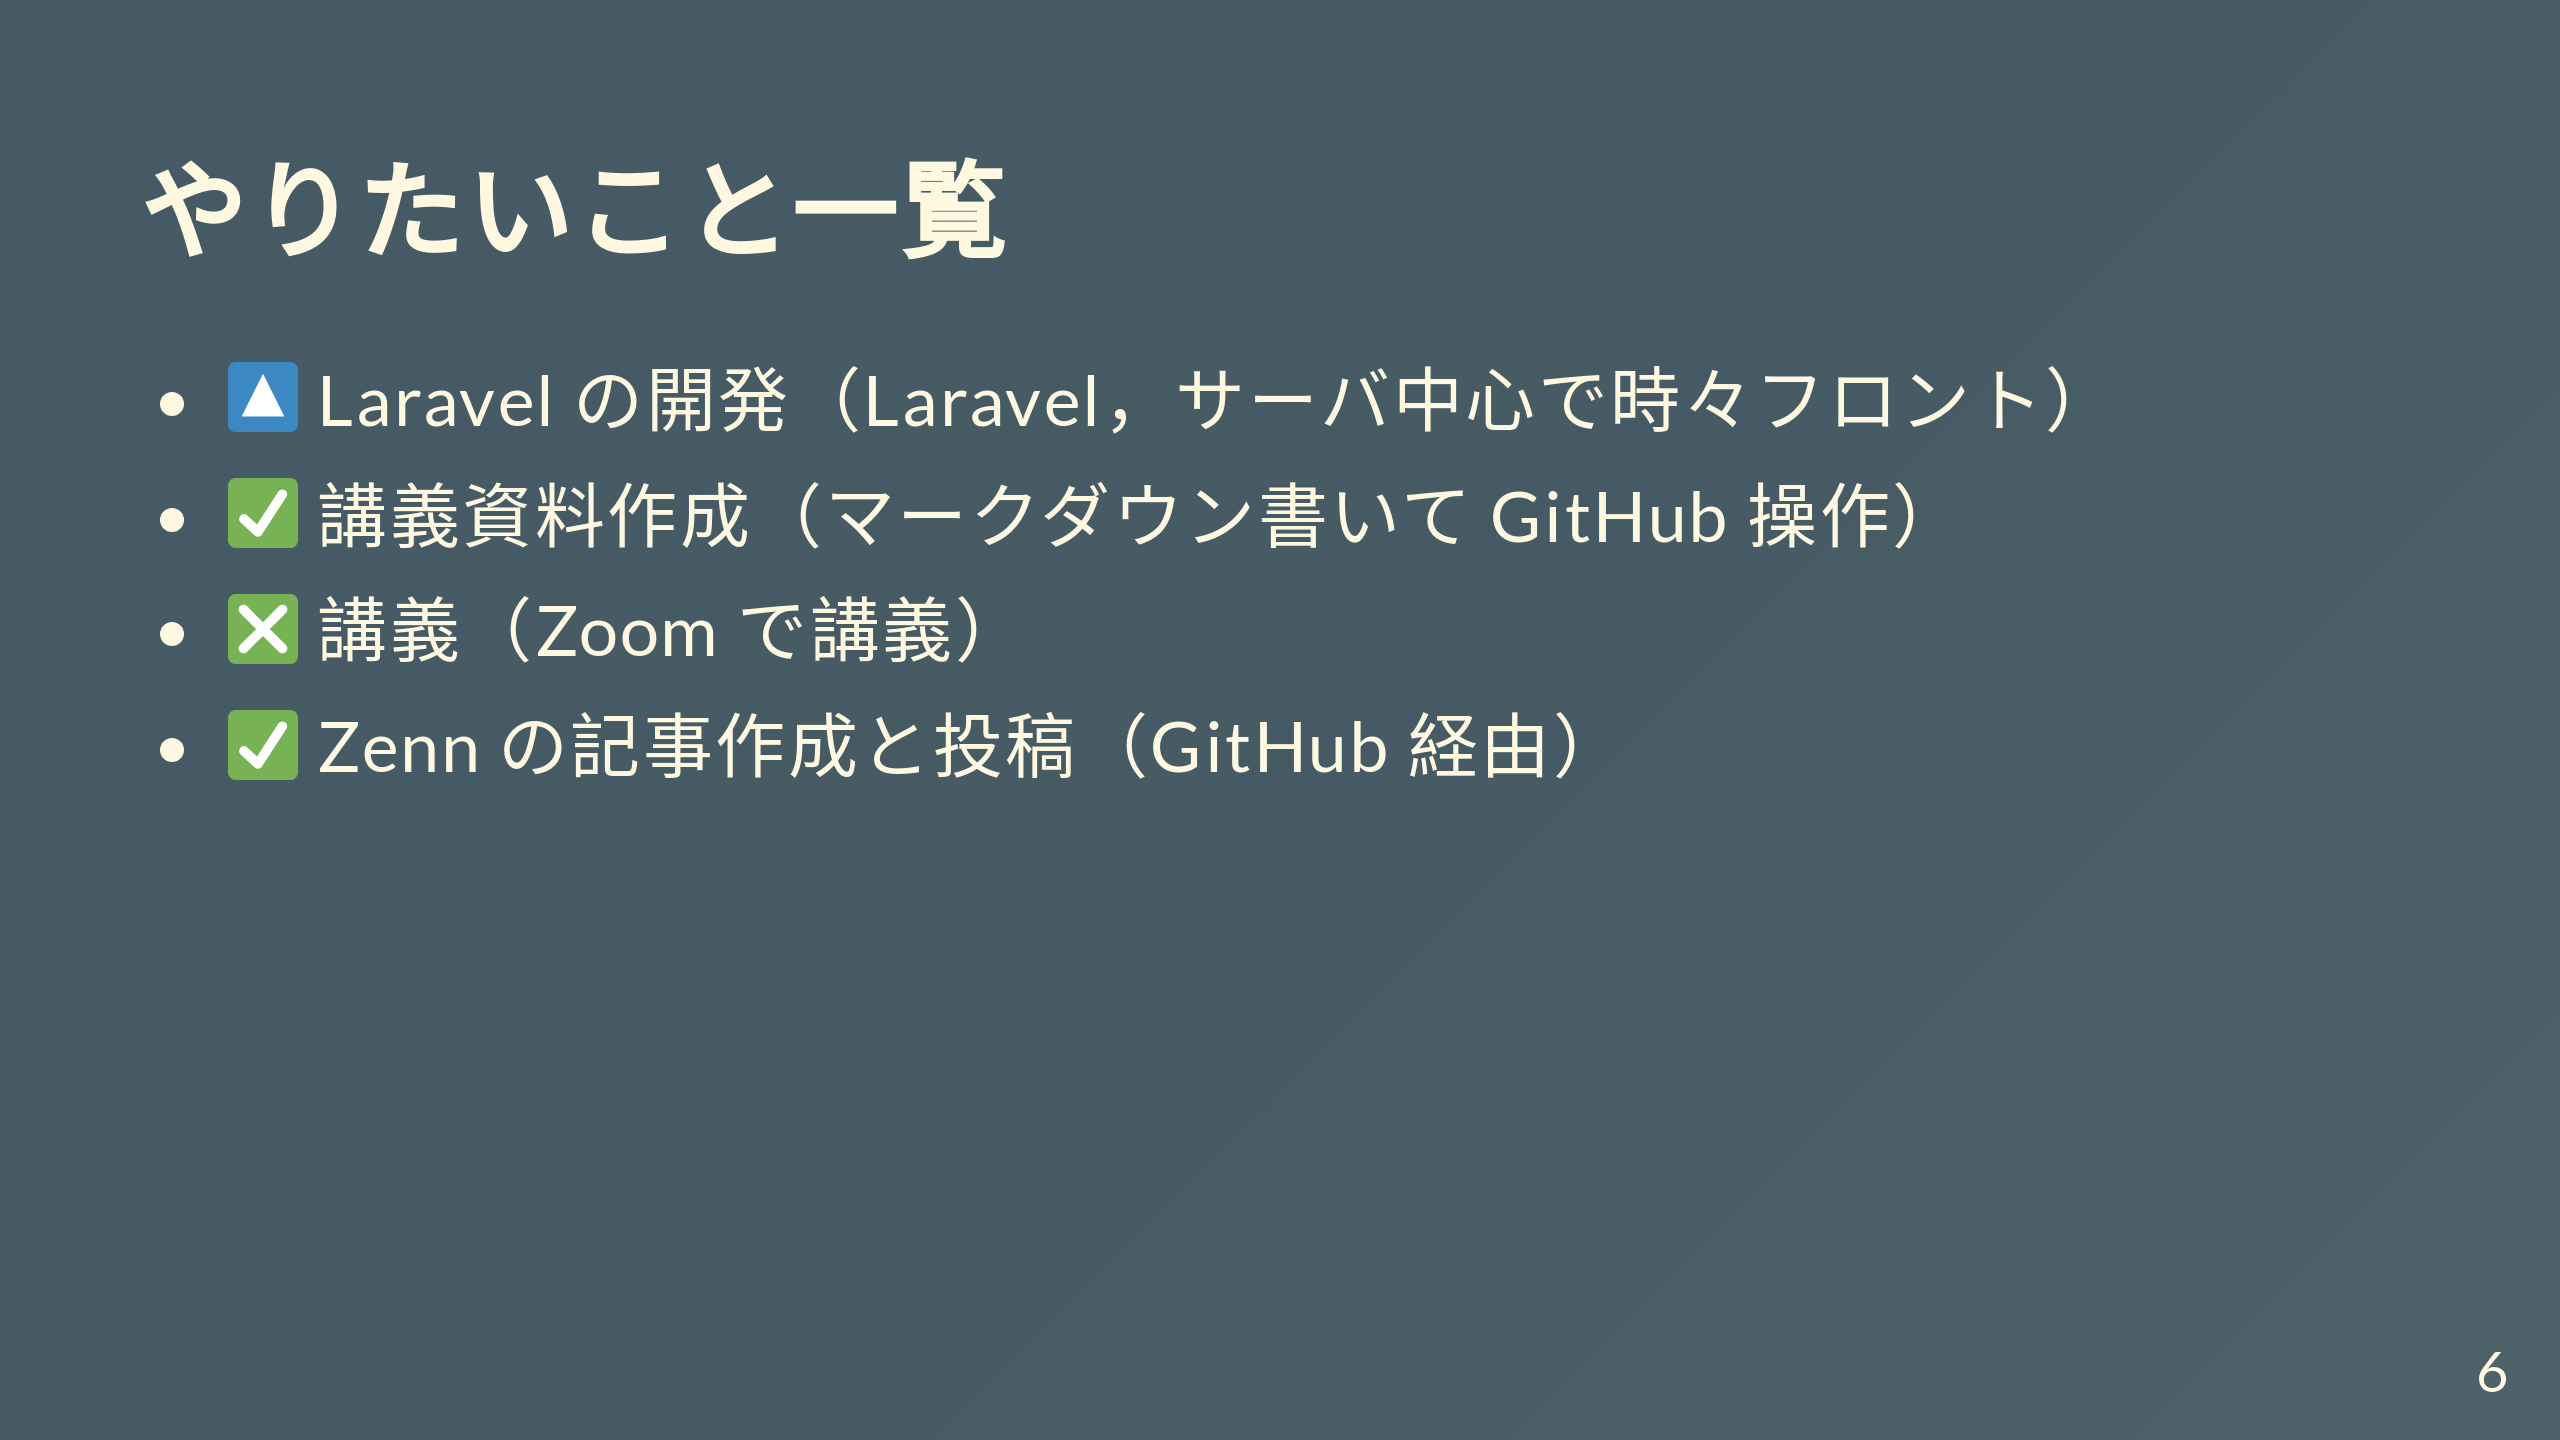 やりたいこと一覧
• 🔼 Laravel の開発（Laravel，サーバ中心で時々フロント）
• ✅ 講義資料作成（マークダウン書いて GitHub 操作）
• ❎ 講義（Zoom で講義）
• ✅ Zenn の記事作成と投稿（GitHub 経由）
6